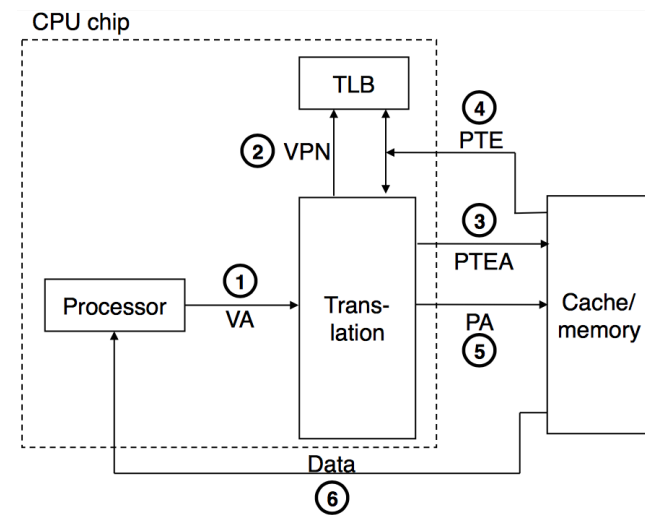 CPU chip
TLB
4
PTE
2 VPN
3
PTEA
1
VA
Processor
Trans-
lation
PA
5
Cache/
memory
Data
6